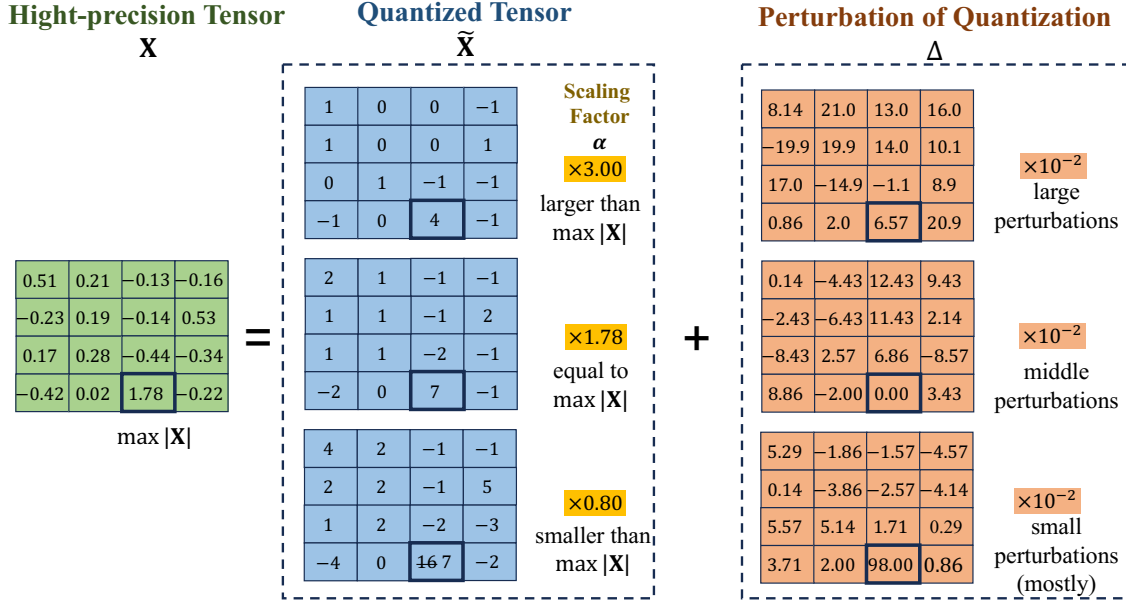 Hight-precision Tensor
X
Quantized Tensor
X̃
Perturbation of Quantization
Δ
0.51 0.21 −0.13 −0.16
−0.23 0.19 −0.14 0.53
0.17 0.28 −0.44 −0.34
−0.42 0.02 1.78 −0.22
max |X|
=
1 0 0 −1
1 0 0 1
0 1 −1 −1
−1 0 4 −1
Scaling
Factor
α
×3.00
larger than
max |X|
2 1 −1 −1
1 1 −1 2
1 1 −2 −1
−2 0 7 −1
×1.78
equal to
max |X|
4 2 −1 −1
2 2 −1 5
1 2 −2 −3
−4 0 16 7 −2
×0.80
smaller than
max |X|
+
8.14 21.0 13.0 16.0
−19.9 19.9 14.0 10.1
17.0 −14.9 −1.1 8.9
0.86 2.0 6.57 20.9
×10⁻²
large
perturbations
0.14 −4.43 12.43 9.43
−2.43 −6.43 11.43 2.14
−8.43 2.57 6.86 −8.57
8.86 −2.00 0.00 3.43
×10⁻²
middle
perturbations
5.29 −1.86 −1.57 −4.57
0.14 −3.86 −2.57 −4.14
5.57 5.14 1.71 0.29
3.71 2.00 98.00 0.86
×10⁻²
small
perturbations
(mostly)